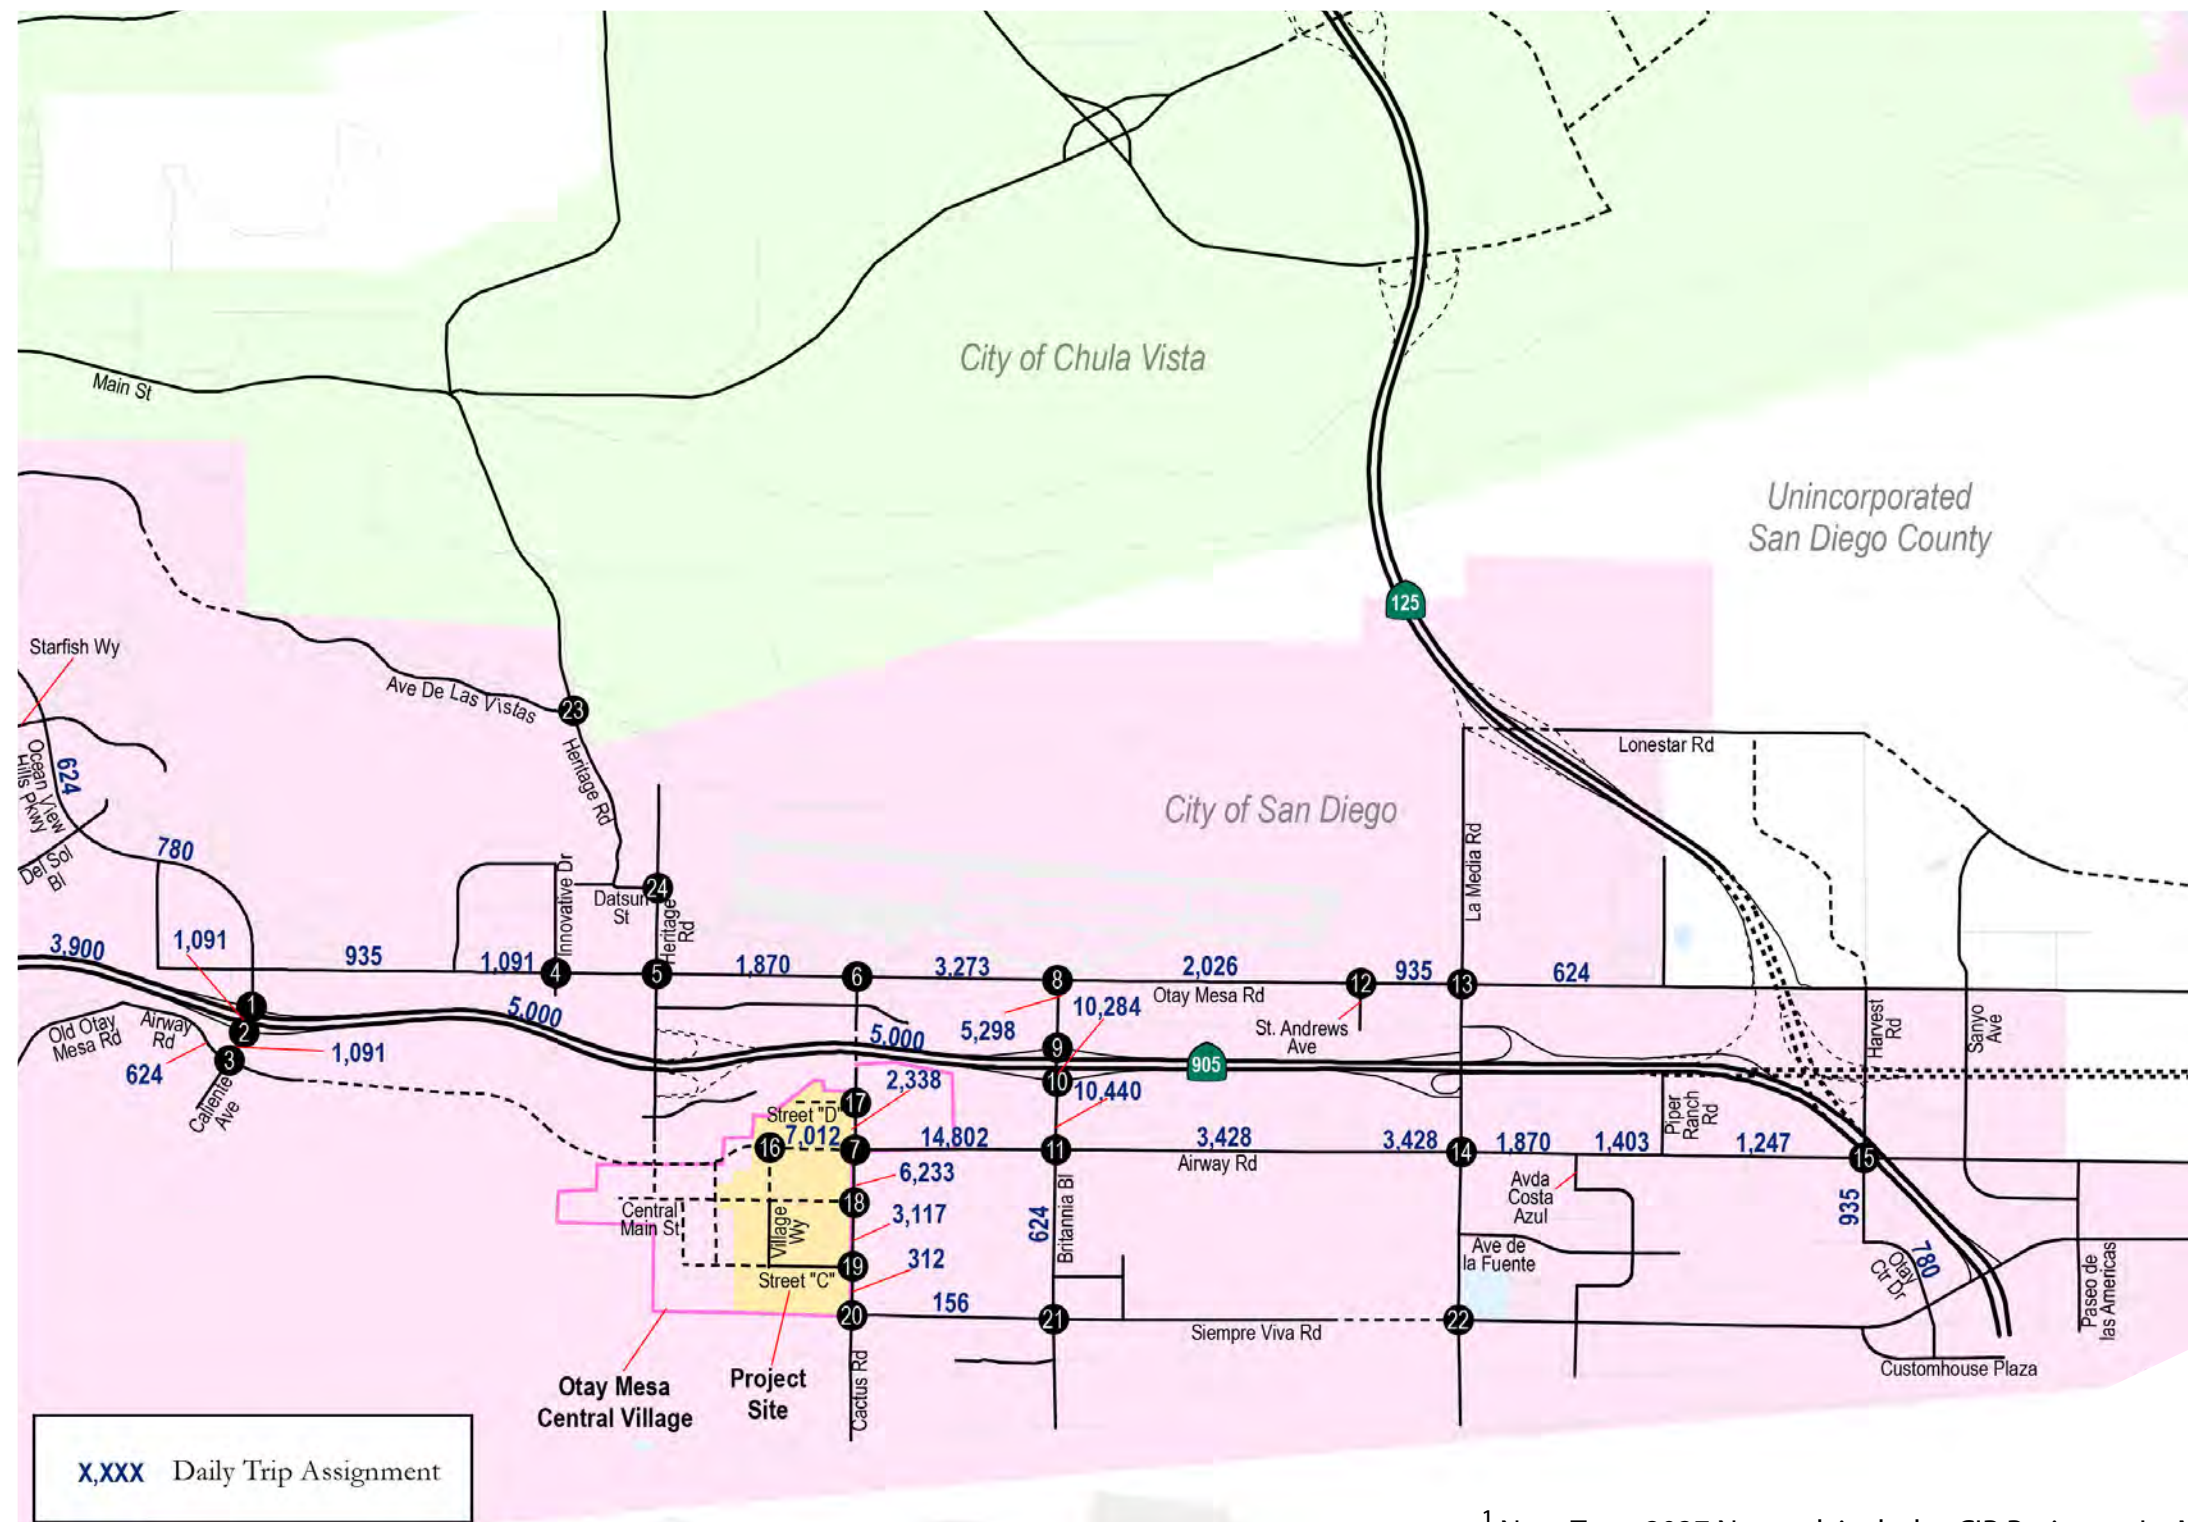 City of Chula Vista
Main St
Unincorporated
San Diego County
125
Starfish Wy
Ave De Las Vistas
23
Heritage Rd
Lonestar Rd
Ocean View
Hills Pkwy
624
City of San Diego
Del Sol
Bl
780
Innovative Dr
Datsun
St
24
Heritage
Rd
La Media Rd
3,900
1,091
935
1,091
4
5
1,870
6
3,273
8
2,026
Otay Mesa Rd
12
935
13
624
1
2
3
5,000
5,000
5,298
10,284
9
10
10,440
St. Andrews
Ave
905
Harvest
Rd
Sanyo
Ave
Old Otay
Mesa Rd
Airway
Rd
624
1,091
Caliente
Ave
2,338
17
Street "D"
16
7,012
7
14,802
11
3,428
Airway Rd
3,428
14
1,870
1,403
Piper
Ranch
Rd
1,247
15
6,233
18
Central
Main St
Village
Wy
3,117
19
Street "C"
312
624
Britannia Bl
Avda
Costa
Azul
Ave de
la Fuente
935
780
Otay
Ctr Dr
Paseo de
las Americas
20
156
21
Siempre Viva Rd
22
Customhouse Plaza
Otay Mesa
Central Village
Project
Site
Cactus Rd
X,XXX Daily Trip Assignment